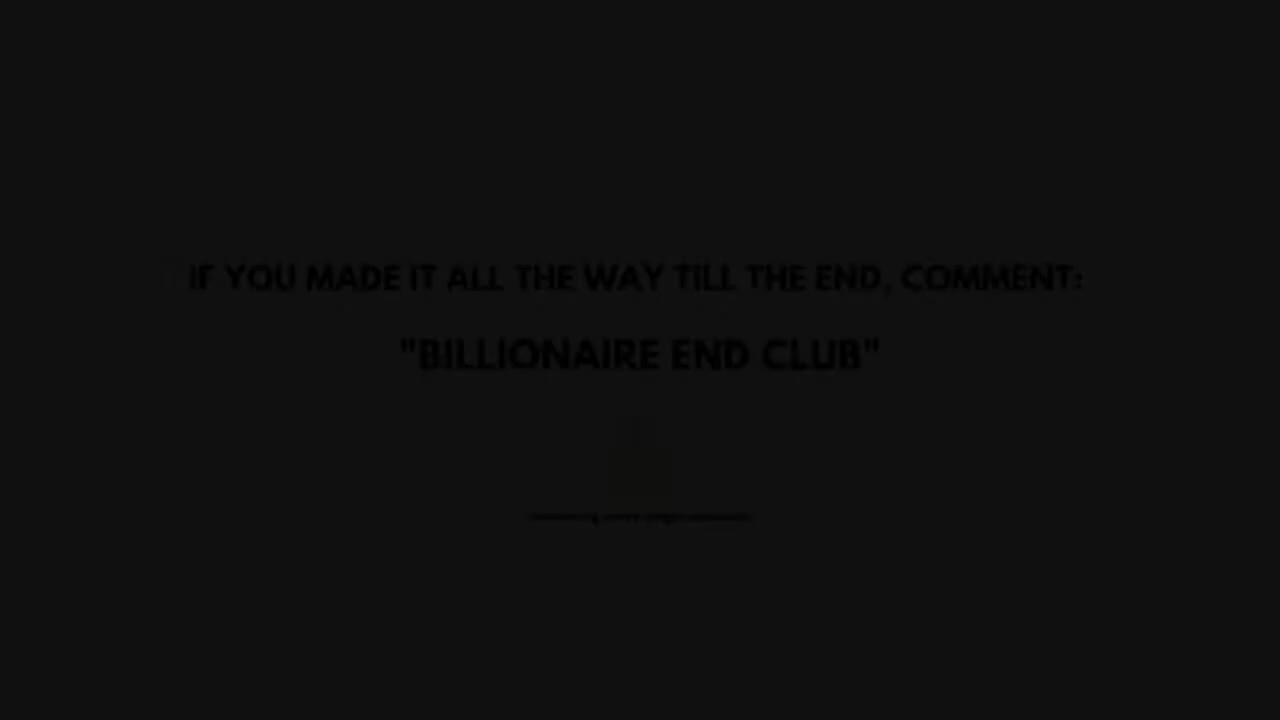 IF YOU MADE IT ALL THE WAY TILL THE END, COMMENT:
"BILLIONAIRE END CLUB"